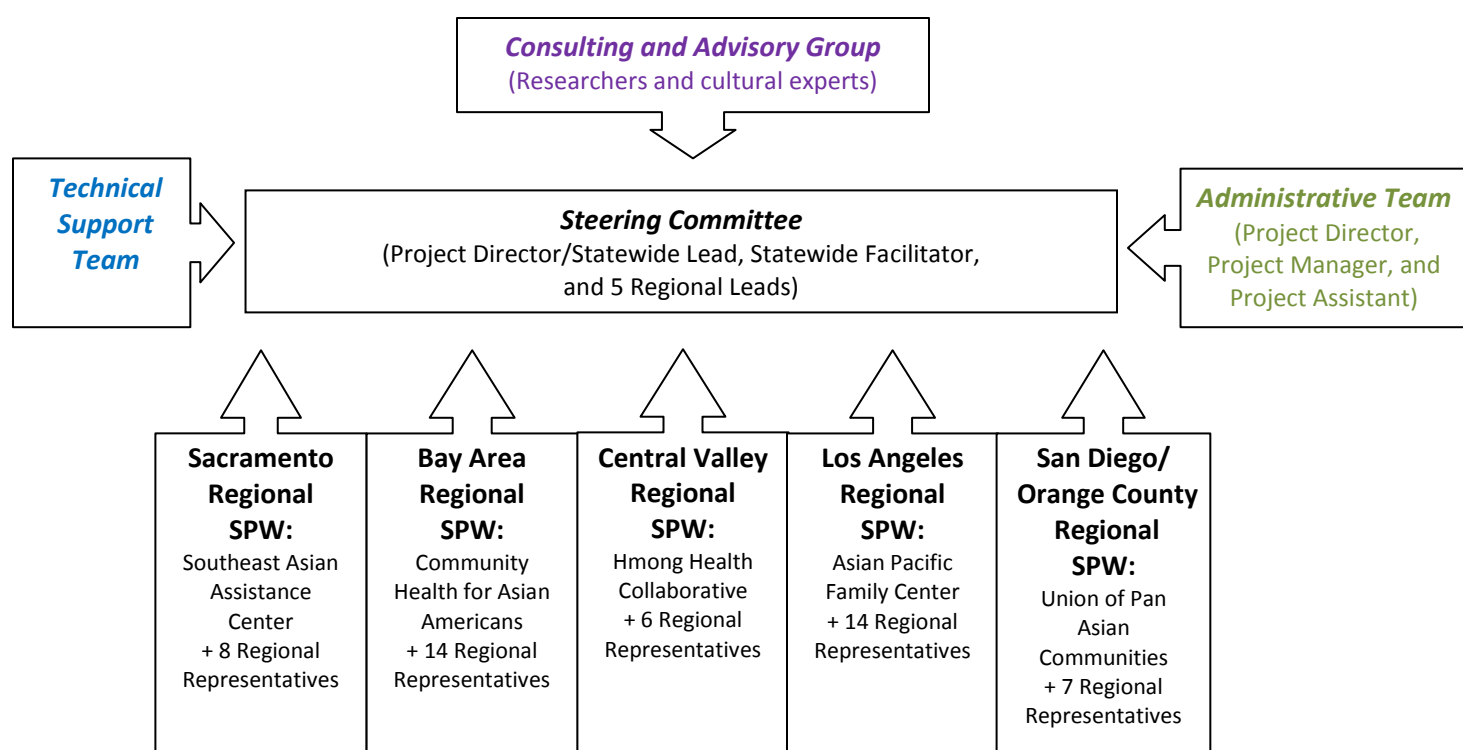 Consulting and Advisory Group
(Researchers and cultural experts)
Technical
Support
Team
Steering Committee
(Project Director/Statewide Lead, Statewide Facilitator,
and 5 Regional Leads)
Administrative Team
(Project Director,
Project Manager, and
Project Assistant)
Sacramento
Regional
SPW:
Southeast Asian
Assistance
Center
+ 8 Regional
Representatives
Bay Area
Regional
SPW:
Community
Health for Asian
Americans
+ 14 Regional
Representatives
Central Valley
Regional
SPW:
Hmong Health
Collaborative
+ 6 Regional
Representatives
Los Angeles
Regional
SPW:
Asian Pacific
Family Center
+ 14 Regional
Representatives
San Diego/
Orange County
Regional
SPW:
Union of Pan
Asian
Communities
+ 7 Regional
Representatives